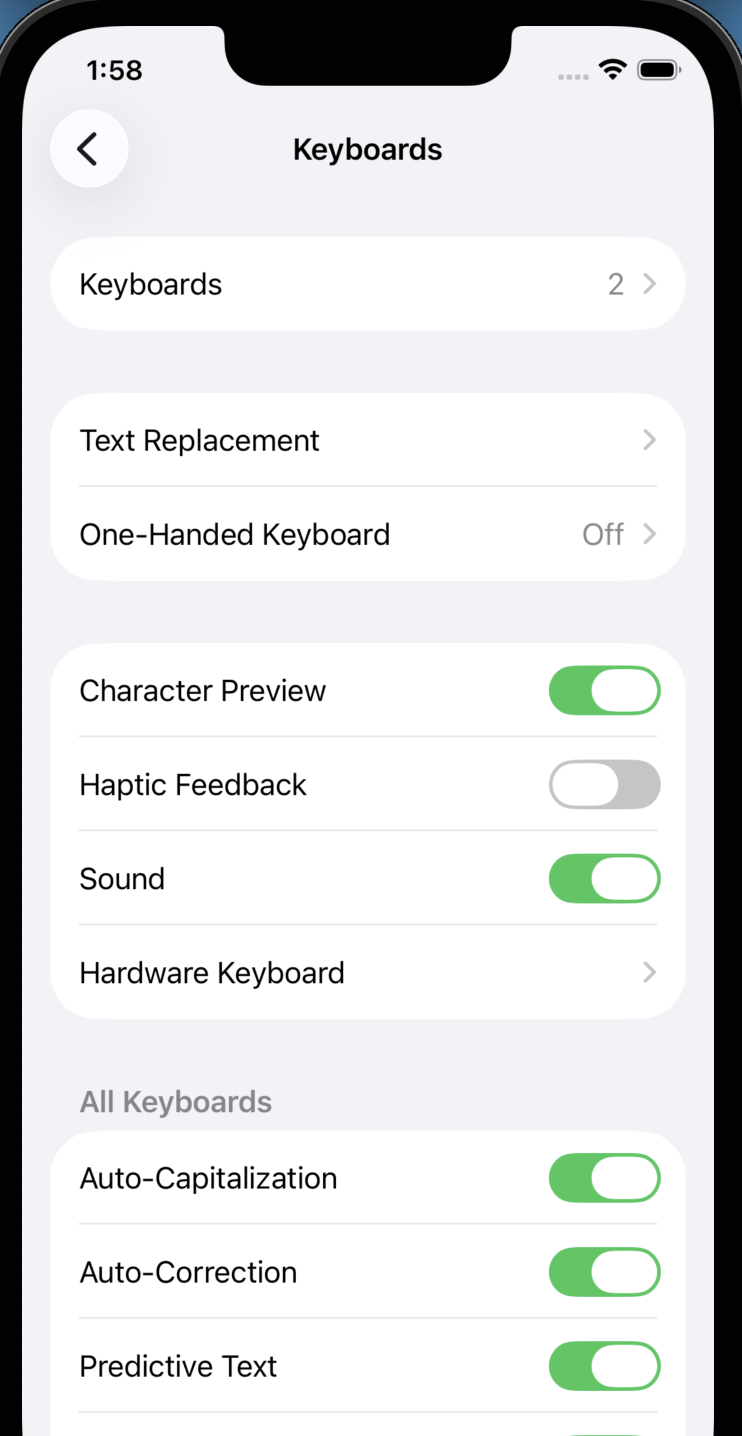 1:58
Keyboards
Keyboards 2
Text Replacement
One-Handed Keyboard Off
Character Preview
Haptic Feedback
Sound
Hardware Keyboard
All Keyboards
Auto-Capitalization
Auto-Correction
Predictive Text